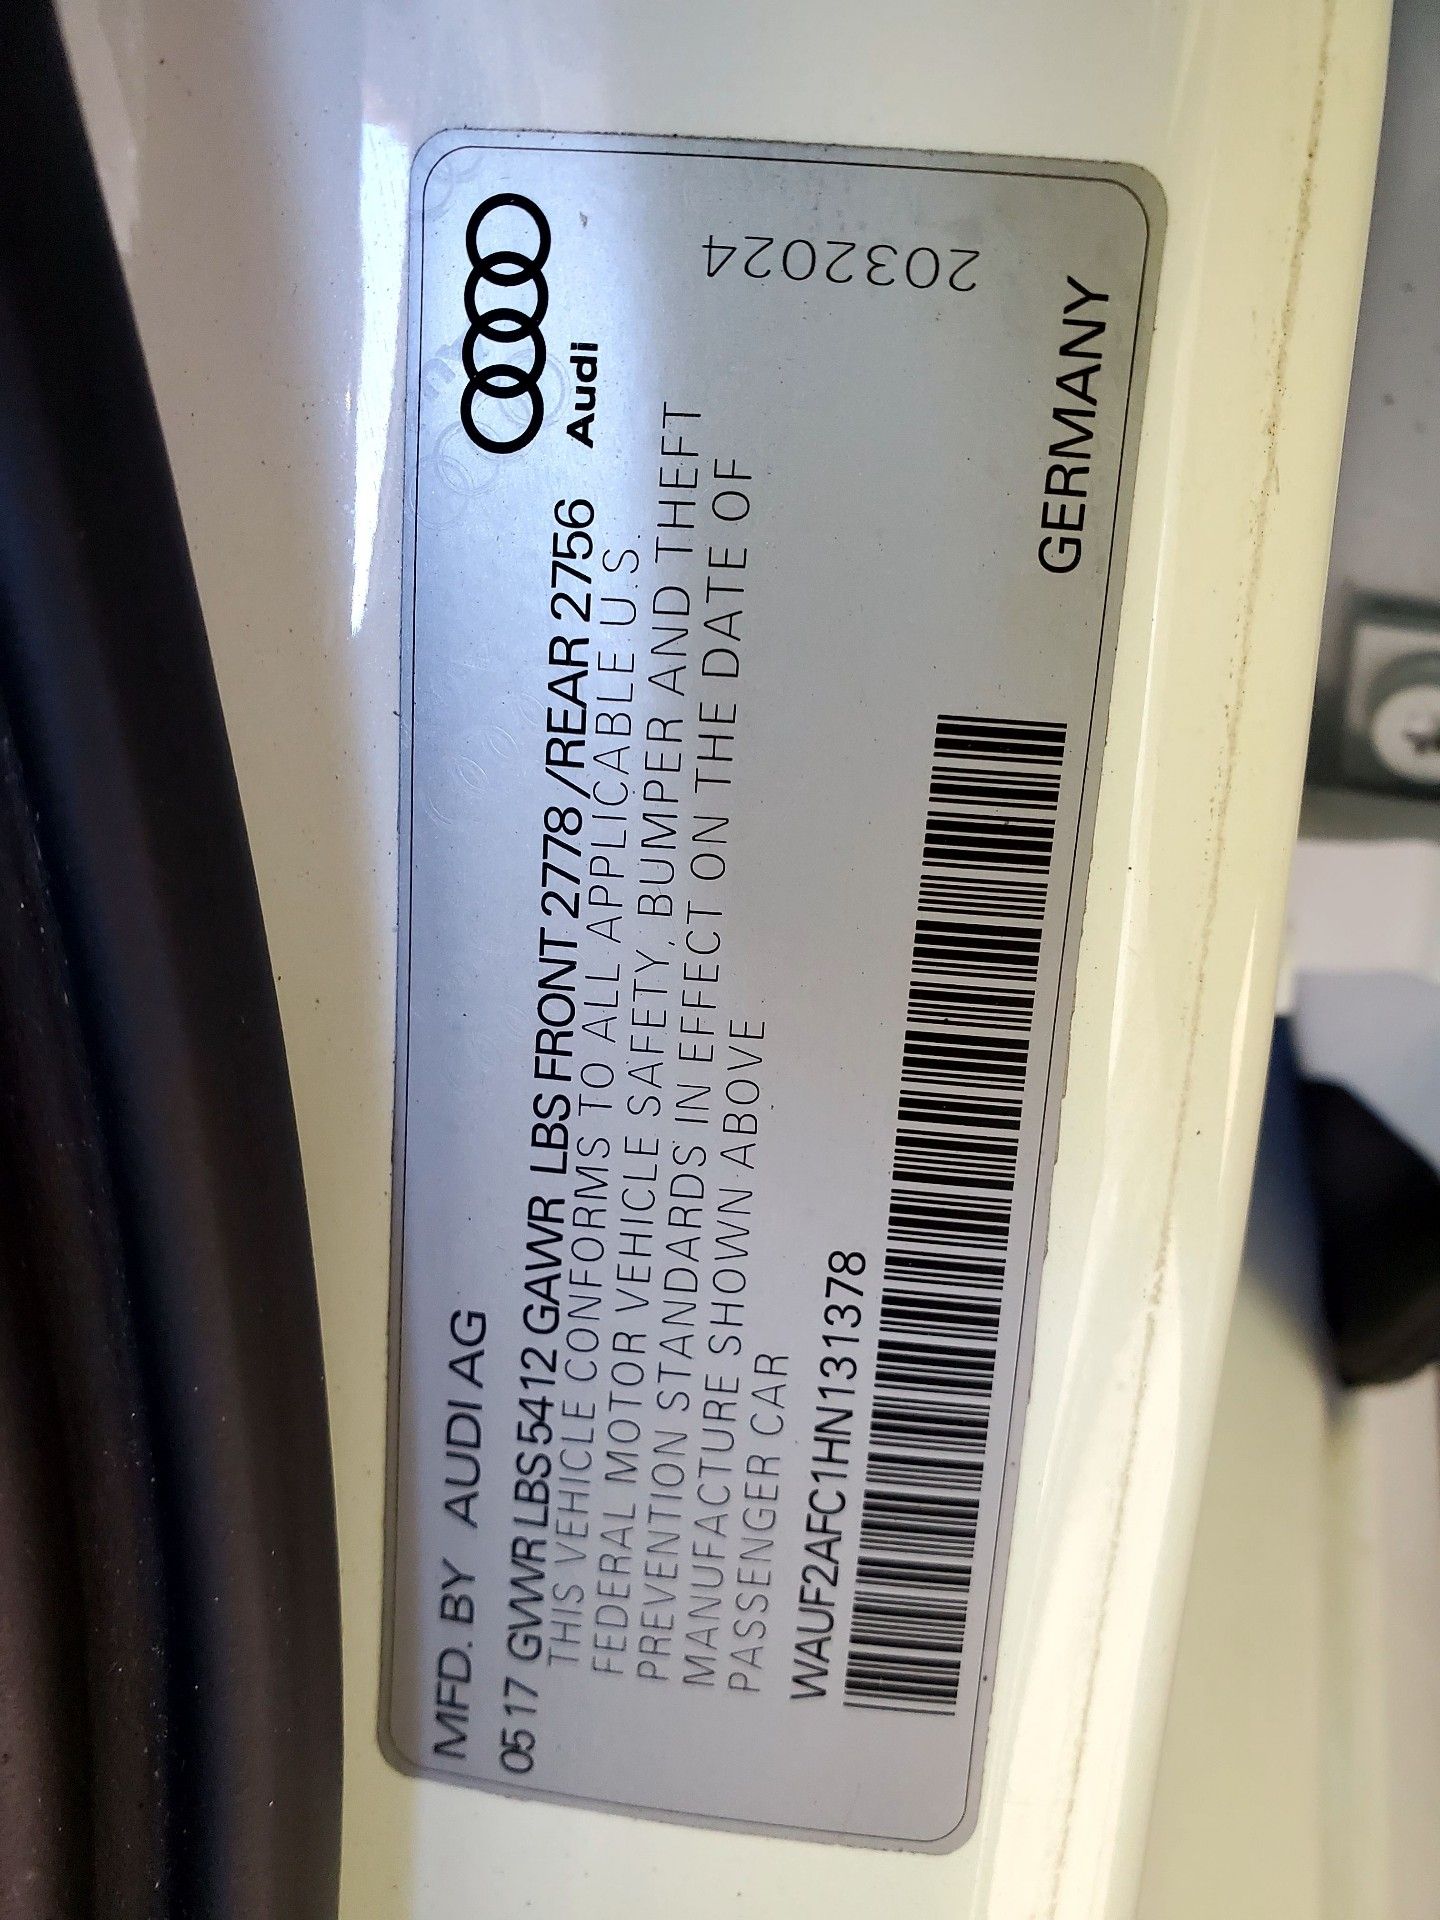 MFD. BY AUDI AG
0517 GVWR LBS 5412 GAWR LBS FRONT 2778/REAR 2756
THIS VEHICLE CONFORMS TO ALL APPLICABLE U.S.
FEDERAL MOTOR VEHICLE SAFETY, BUMPER AND THEFT
PREVENTION STANDARDS IN EFFECT ON THE DATE OF
MANUFACTURE SHOWN ABOVE
PASSENGER CAR
WAUF2AFC1HN131378
Audi
2032024
GERMANY